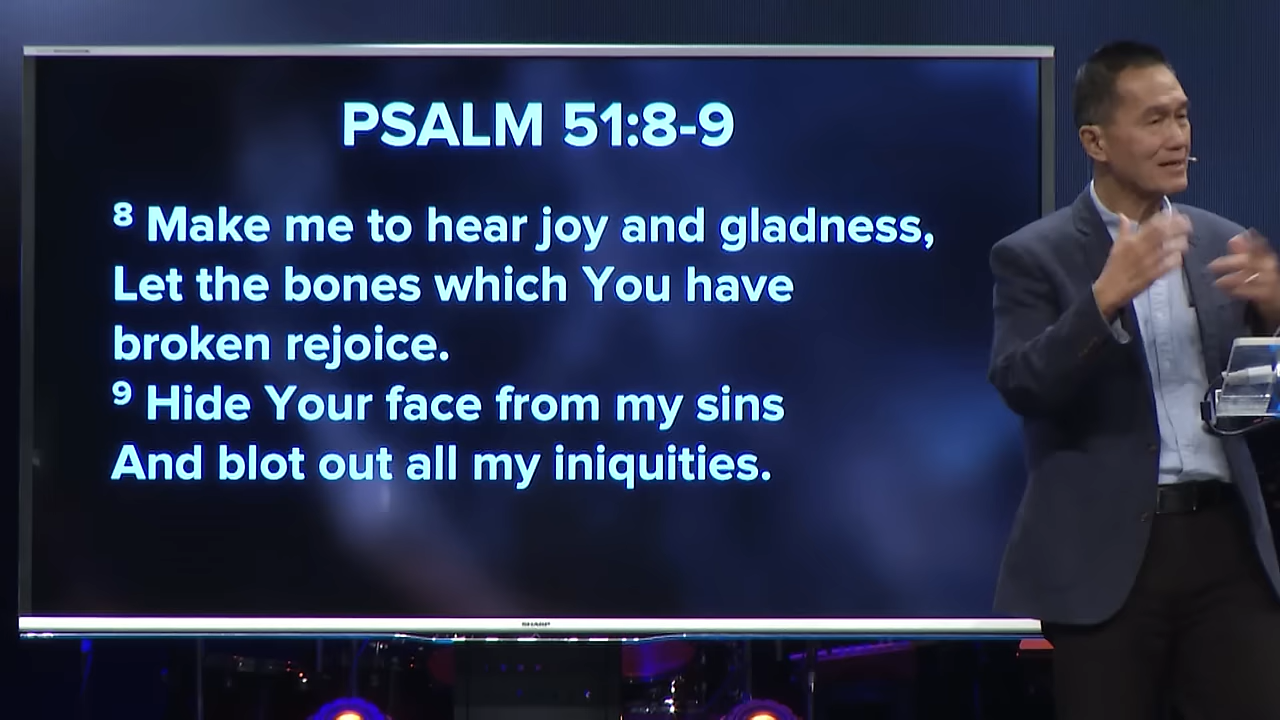 PSALM 51:8-9
⁸ Make me to hear joy and gladness,
Let the bones which You have
broken rejoice.
⁹ Hide Your face from my sins
And blot out all my iniquities.
SHARP